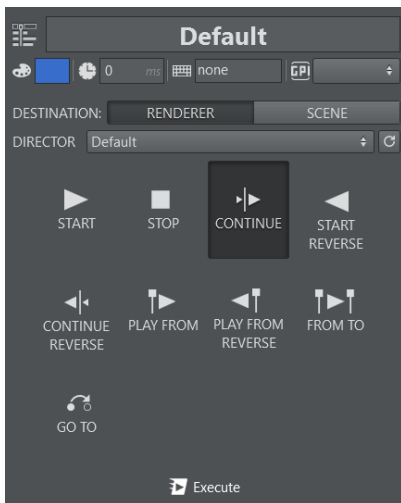 Default
0 ms none GPI
DESTINATION: RENDERER SCENE
DIRECTOR Default
START STOP CONTINUE START
REVERSE
CONTINUE PLAY FROM PLAY FROM FROM TO
REVERSE REVERSE
GO TO
Execute